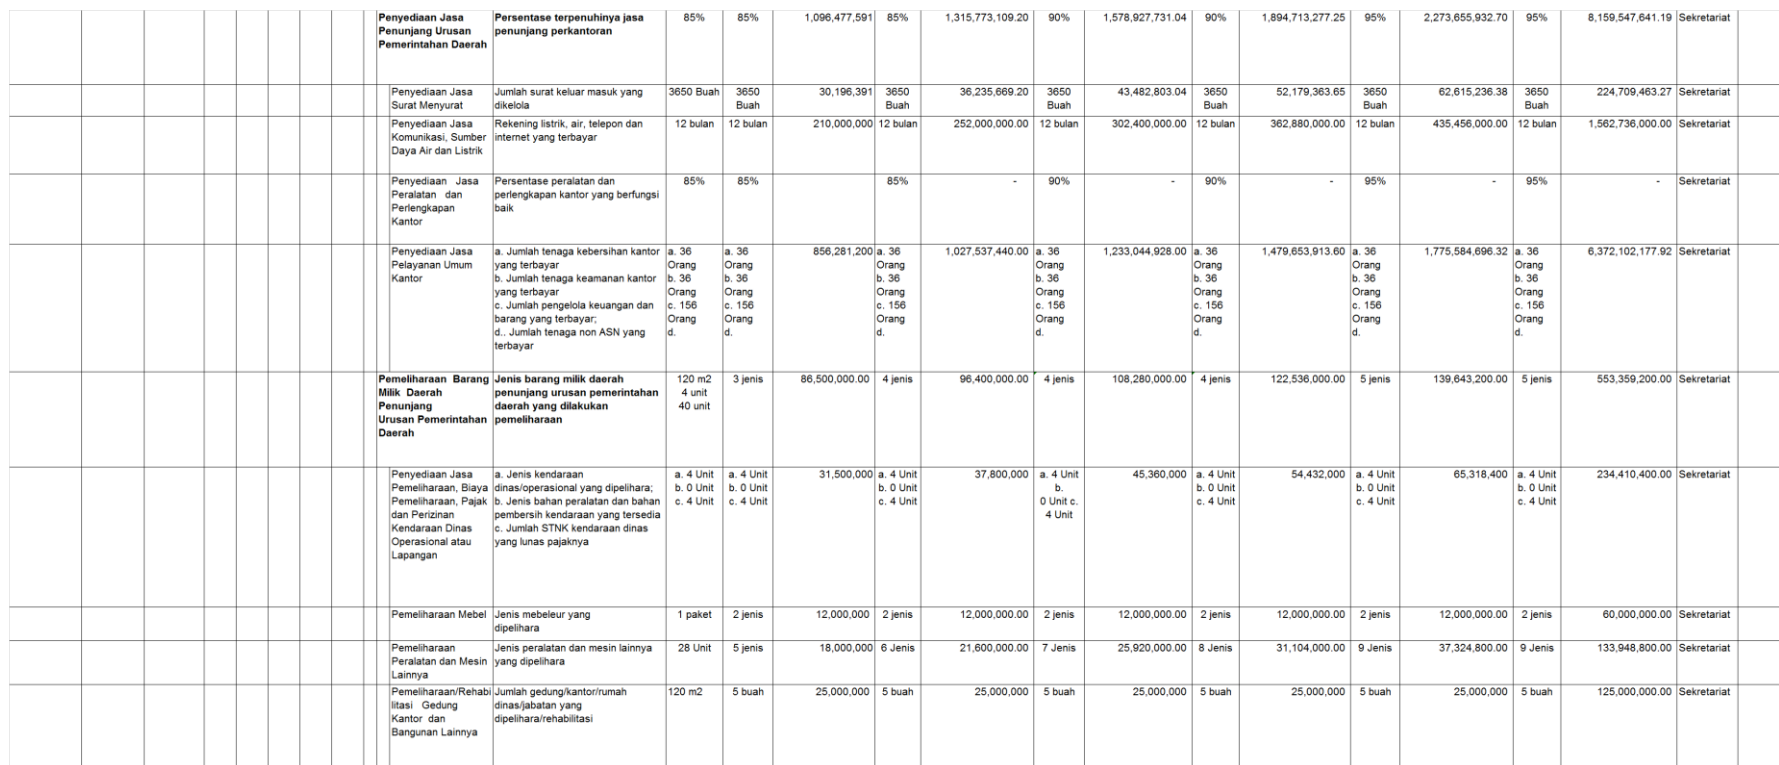 Penyediaan Jasa Penunjang Urusan Pemerintahan Daerah | Persentase terpenuhinya jasa penunjang perkantoran | 85% | 85% | 1,096,477,591 | 85% | 1,315,773,109.20 | 90% | 1,578,927,731.04 | 90% | 1,894,713,277.25 | 95% | 2,273,655,932.70 | 95% | 8,159,547,641.19 | Sekretariat
Penyediaan Jasa Surat Menyurat | Jumlah surat keluar masuk yang dikelola | 3650 Buah | 3650 Buah | 30,196,391 | 3650 Buah | 36,235,669.20 | 3650 Buah | 43,482,803.04 | 3650 Buah | 52,179,363.65 | 3650 Buah | 62,615,236.38 | 3650 Buah | 224,709,463.27 | Sekretariat
Penyediaan Jasa Komunikasi, Sumber Daya Air dan Listrik | Rekening listrik, air, telepon dan internet yang terbayar | 12 bulan | 12 bulan | 210,000,000 | 12 bulan | 252,000,000.00 | 12 bulan | 302,400,000.00 | 12 bulan | 362,880,000.00 | 12 bulan | 435,456,000.00 | 12 bulan | 1,562,736,000.00 | Sekretariat
Penyediaan Jasa Peralatan dan Perlengkapan Kantor | Persentase peralatan dan perlengkapan kantor yang berfungsi baik | 85% | 85% | | 85% | - | 90% | - | 90% | - | 95% | - | 95% | - | Sekretariat
Penyediaan Jasa Pelayanan Umum Kantor | a. Jumlah tenaga kebersihan kantor yang terbayar b. Jumlah tenaga keamanan kantor yang terbayar c. Jumlah pengelola keuangan dan barang yang terbayar; d.. Jumlah tenaga non ASN yang terbayar | a. 36 Orang b. 36 Orang c. 156 Orang d. | a. 36 Orang b. 36 Orang c. 156 Orang d. | 856,281,200 | a. 36 Orang b. 36 Orang c. 156 Orang d. | 1,027,537,440.00 | a. 36 Orang b. 36 Orang c. 156 Orang d. | 1,233,044,928.00 | a. 36 Orang b. 36 Orang c. 156 Orang d. | 1,479,653,913.60 | a. 36 Orang b. 36 Orang c. 156 Orang d. | 1,775,584,696.32 | a. 36 Orang b. 36 Orang c. 156 Orang d. | 6,372,102,177.92 | Sekretariat
Pemeliharaan Barang Milik Daerah Penunjang Urusan Pemerintahan Daerah | Jenis barang milik daerah penunjang urusan pemerintahan daerah yang dilakukan pemeliharaan | 120 m2 4 unit 40 unit | 3 jenis | 86,500,000.00 | 4 jenis | 96,400,000.00 | 4 jenis | 108,280,000.00 | 4 jenis | 122,536,000.00 | 5 jenis | 139,643,200.00 | 5 jenis | 553,359,200.00 | Sekretariat
Penyediaan Jasa Pemeliharaan, Biaya Pemeliharaan, Pajak dan Perizinan Kendaraan Dinas Operasional atau Lapangan | a. Jenis kendaraan dinas/operasional yang dipelihara; b. Jenis bahan peralatan dan bahan pembersih kendaraan yang tersedia c. Jumlah STNK kendaraan dinas yang lunas pajaknya | a. 4 Unit b. 0 Unit c. 4 Unit | a. 4 Unit b. 0 Unit c. 4 Unit | 31,500,000 | a. 4 Unit b. 0 Unit c. 4 Unit | 37,800,000 | a. 4 Unit b. 0 Unit c. 4 Unit | 45,360,000 | a. 4 Unit b. 0 Unit c. 4 Unit | 54,432,000 | a. 4 Unit b. 0 Unit c. 4 Unit | 65,318,400 | a. 4 Unit b. 0 Unit c. 4 Unit | 234,410,400.00 | Sekretariat
Pemeliharaan Mebel | Jenis mebeleur yang dipelihara | 1 paket | 2 jenis | 12,000,000 | 2 jenis | 12,000,000.00 | 2 jenis | 12,000,000.00 | 2 jenis | 12,000,000.00 | 2 jenis | 12,000,000.00 | 2 jenis | 60,000,000.00 | Sekretariat
Pemeliharaan Peralatan dan Mesin Lainnya | Jenis peralatan dan mesin lainnya yang dipelihara | 28 Unit | 5 jenis | 18,000,000 | 6 Jenis | 21,600,000.00 | 7 Jenis | 25,920,000.00 | 8 Jenis | 31,104,000.00 | 9 Jenis | 37,324,800.00 | 9 Jenis | 133,948,800.00 | Sekretariat
Pemeliharaan/Rehabilitasi Gedung Kantor dan Bangunan Lainnya | Jumlah gedung/kantor/rumah dinas/jabatan yang dipelihara/rehabilitasi | 120 m2 | 5 buah | 25,000,000 | 5 buah | 25,000,000 | 5 buah | 25,000,000 | 5 buah | 25,000,000 | 5 buah | 25,000,000 | 5 buah | 125,000,000.00 | Sekretariat